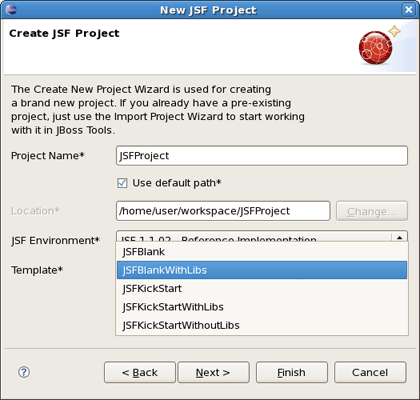 New JSF Project
Create JSF Project
The Create New Project Wizard is used for creating
a brand new project. If you already have a pre-existing
project, just use the Import Project Wizard to start working
with it in JBoss Tools.
Project Name* JSFProject
Use default path*
Location* /home/user/workspace/JSFProject Change...
JSF Environment* JSF 1.1.02 - Reference Implementation
JSFBlank
Template* JSFBlankWithLibs
JSFKickStart
JSFKickStartWithLibs
JSFKickStartWithoutLibs
? < Back Next > Finish Cancel